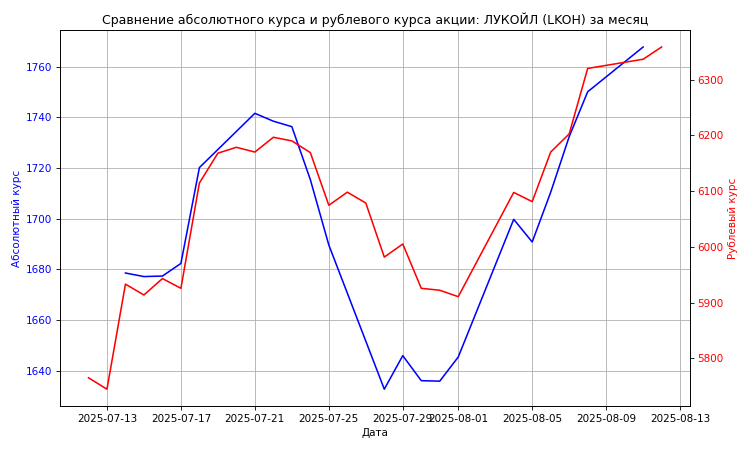 Сравнение абсолютного курса и рублевого курса акции: ЛУКОЙЛ (LKOH) за месяц
1760
1740
1720
1700
1680
1660
1640
Абсолютный курс
6300
6200
6100
6000
5900
5800
Рублевый курс
2025-07-13 2025-07-17 2025-07-21 2025-07-25 2025-07-29 2025-08-01 2025-08-05 2025-08-09 2025-08-13
Дата